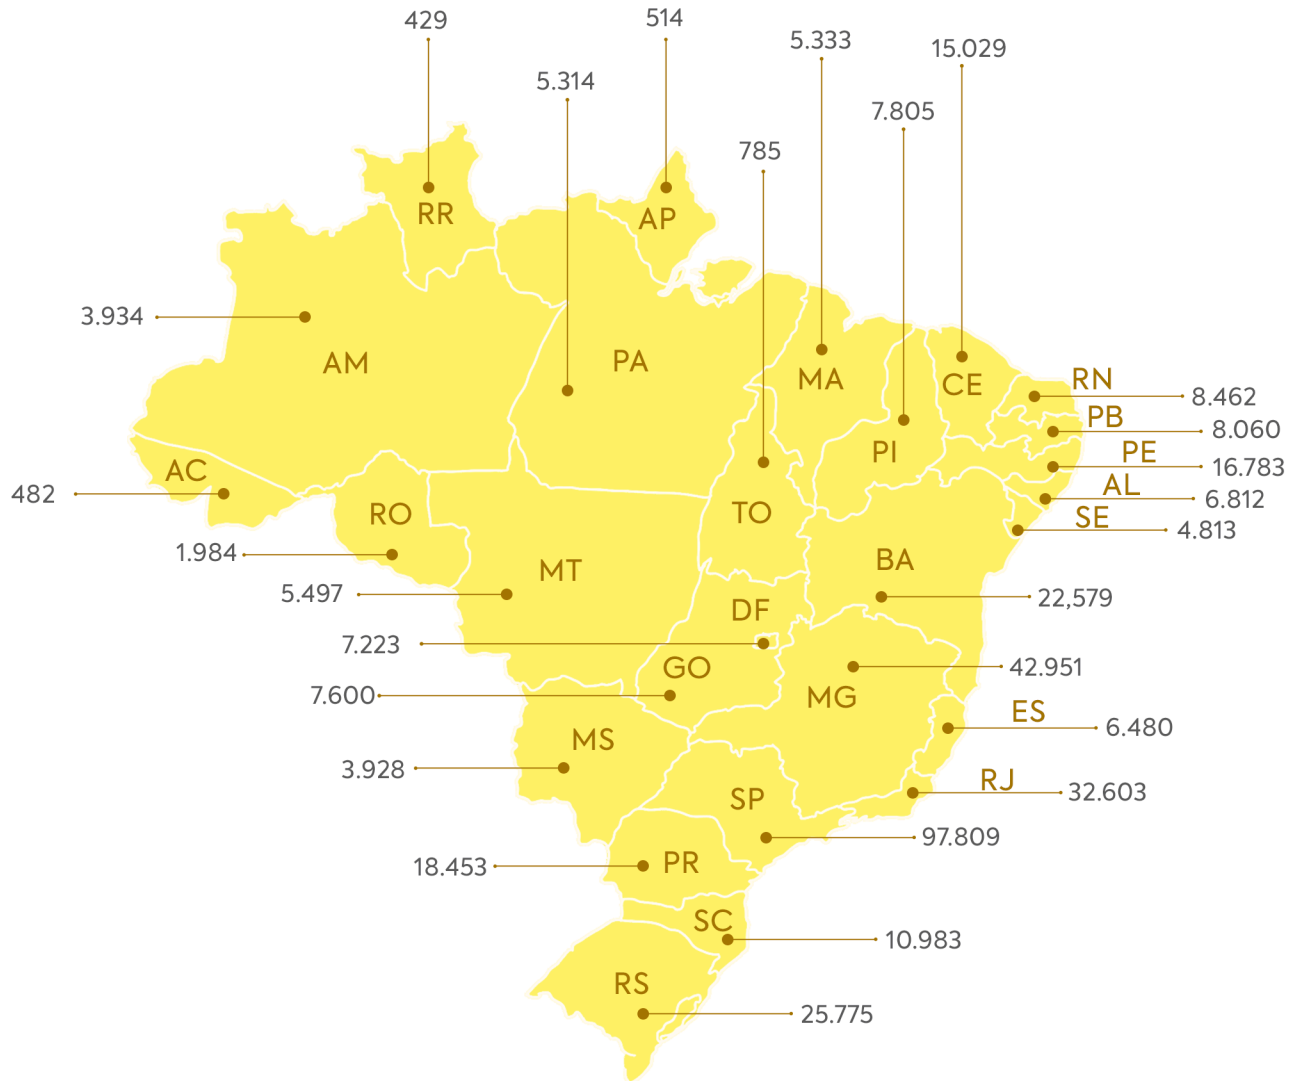 514
429
5.333
15.029
5.314
7.805
785
RR
AP
3.934
AM
PA
MA
CE
RN
8.462
PB
8.060
PI
PE
16.783
AC
482
AL
6.812
RO
TO
SE
4.813
1.984
MT
BA
5.497
22,579
DF
7.223
GO
42.951
7.600
MG
ES
6.480
MS
3.928
RJ
32.603
SP
97.809
18.453
PR
SC
10.983
RS
25.775